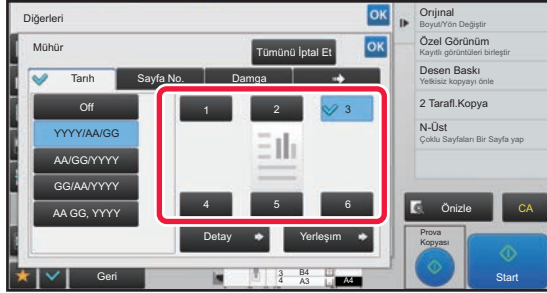 Diğerleri
OK
Mühür
Tümünü İptal Et
OK
Tarih
Sayfa No.
Damga
Off
YYYY/AA/GG
AA/GG/YYYY
GG/AA/YYYY
AA GG, YYYY
1
2
3
4
5
6
Detay
Yerleşim
Geri
3 B4
4 A3
A4
Orijinal
Boyut/Yön Değiştir
Özel Görünüm
Kayıtlı görüntüleri birleştir
Desen Baskı
Yetkisiz kopyayı önle
2 Tarafl.Kopya
N-Üst
Çoklu Sayfaları Bir Sayfa yap
Önizle
CA
Prova
Kopyası
Start